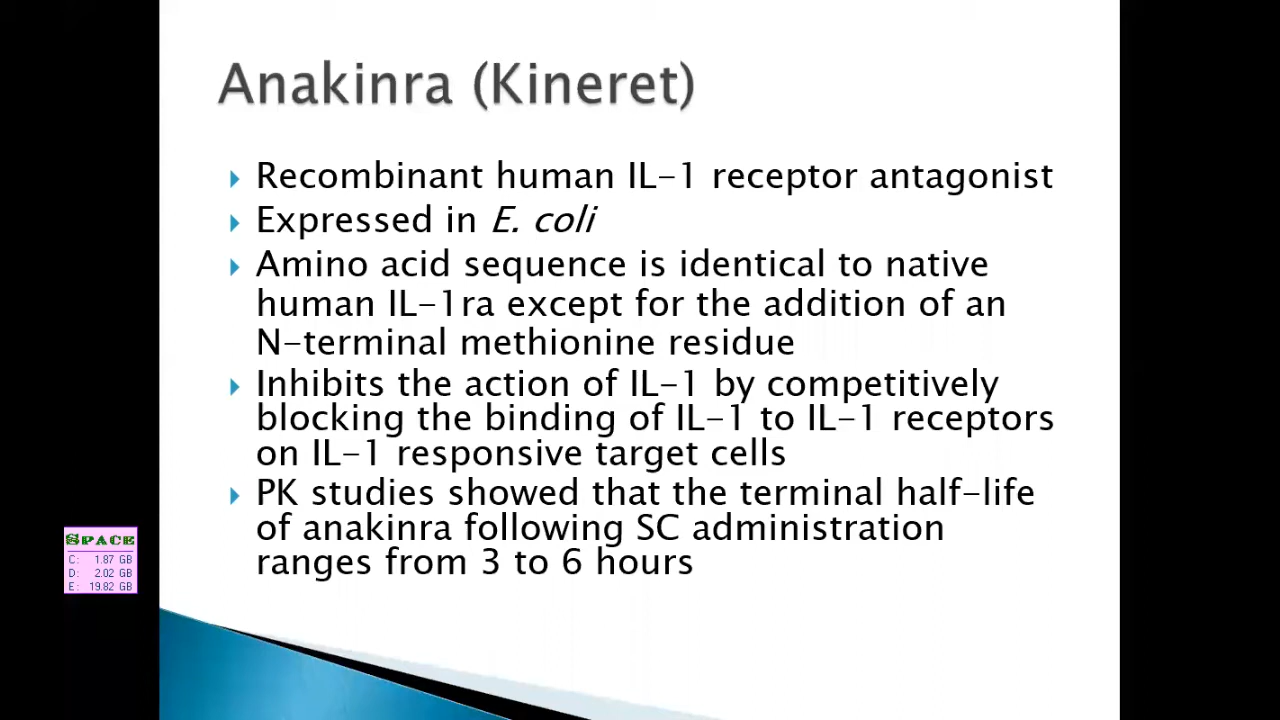 Anakinra (Kineret)
Recombinant human IL-1 receptor antagonist
Expressed in E. coli
Amino acid sequence is identical to native
human IL-1ra except for the addition of an
N-terminal methionine residue
Inhibits the action of IL-1 by competitively
blocking the binding of IL-1 to IL-1 receptors
on IL-1 responsive target cells
PK studies showed that the terminal half-life
of anakinra following SC administration
ranges from 3 to 6 hours
SPACE
C: 1.87 GB
D: 2.02 GB
E: 19.82 GB